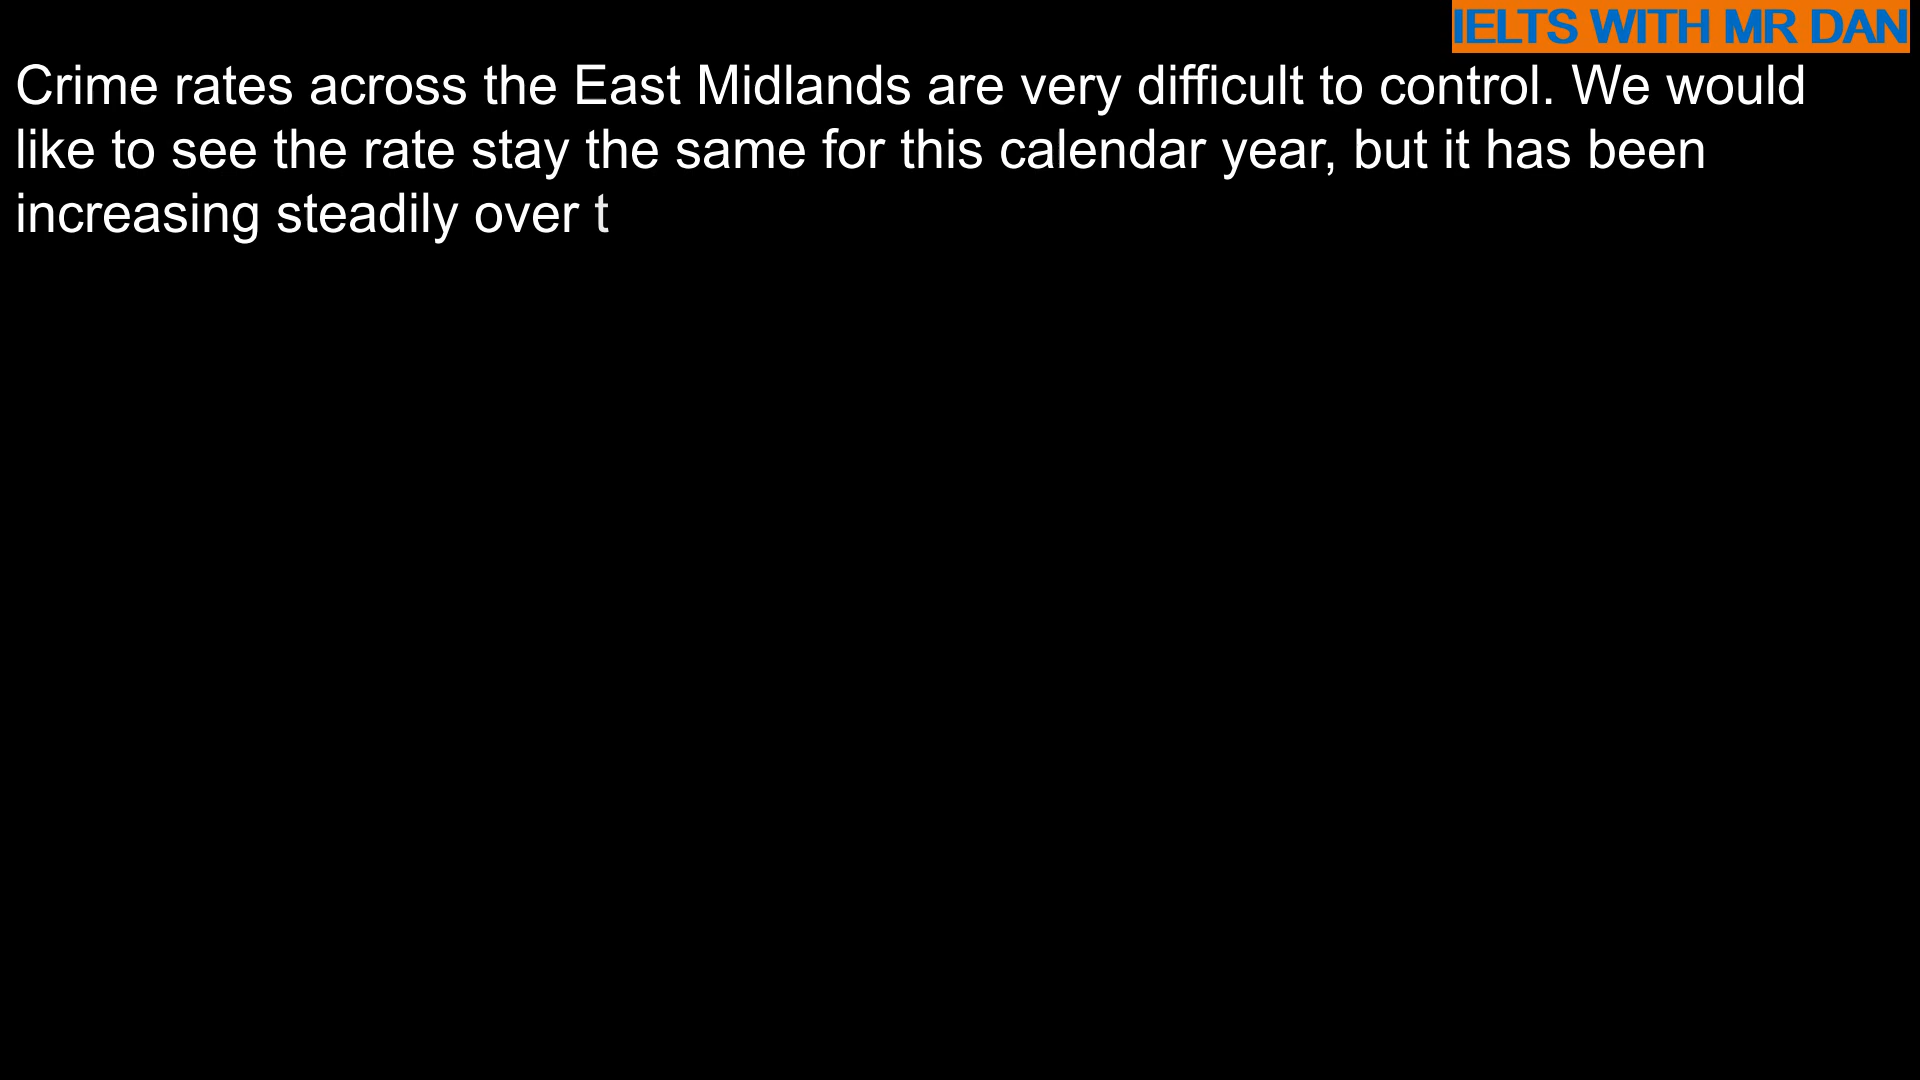 IELTS WITH MR DAN
Crime rates across the East Midlands are very difficult to control. We would
like to see the rate stay the same for this calendar year, but it has been
increasing steadily over t